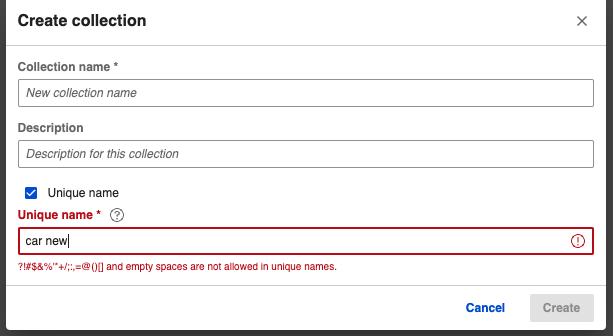 Create collection
Collection name *
New collection name
Description
Description for this collection
Unique name
Unique name * ?
car new
?!#$&%'"+/;:,=@()[] and empty spaces are not allowed in unique names.
Cancel
Create